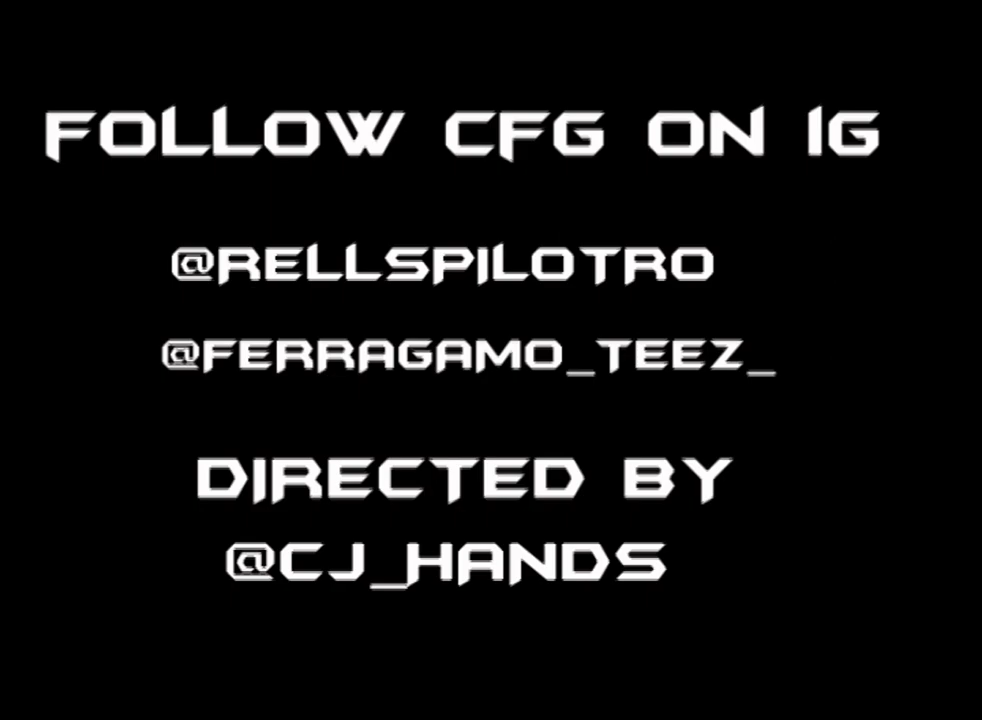 FOLLOW CFG ON IG
@RELLSPILOTRO
@FERRAGAMO_TEEZ_
DIRECTED BY
@CJ_HANDS